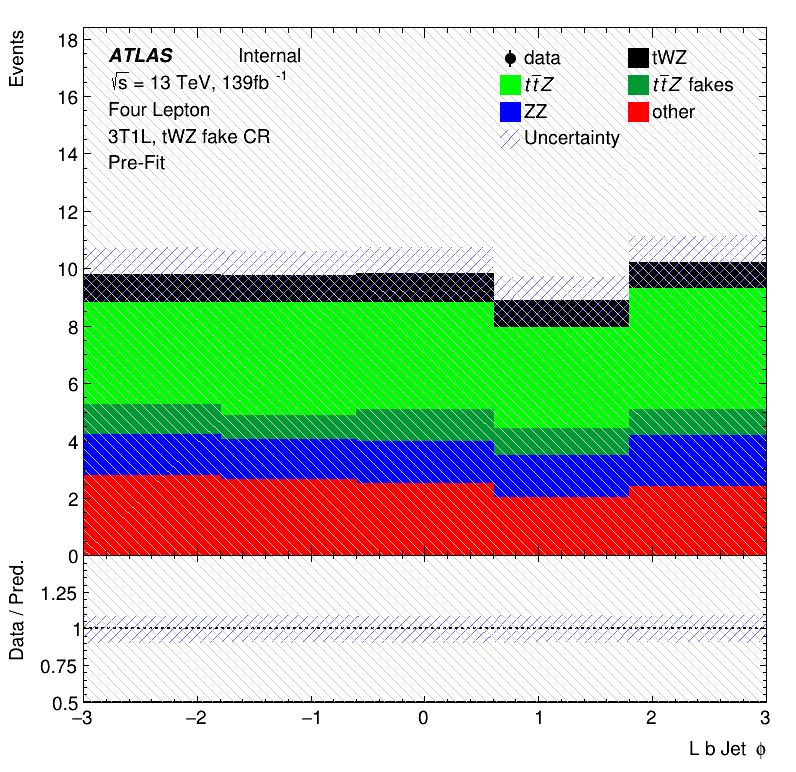 Events
18
16
14
12
10
8
6
4
2
0
ATLAS Internal
√s = 13 TeV, 139fb⁻¹
Four Lepton
3T1L, tWZ fake CR
Pre-Fit
data
tWZ
tt̄Z
tt̄Z fakes
ZZ
other
Uncertainty
Data / Pred.
1.25
1
0.75
0.5
−3 −2 −1 0 1 2 3
L b Jet ϕ